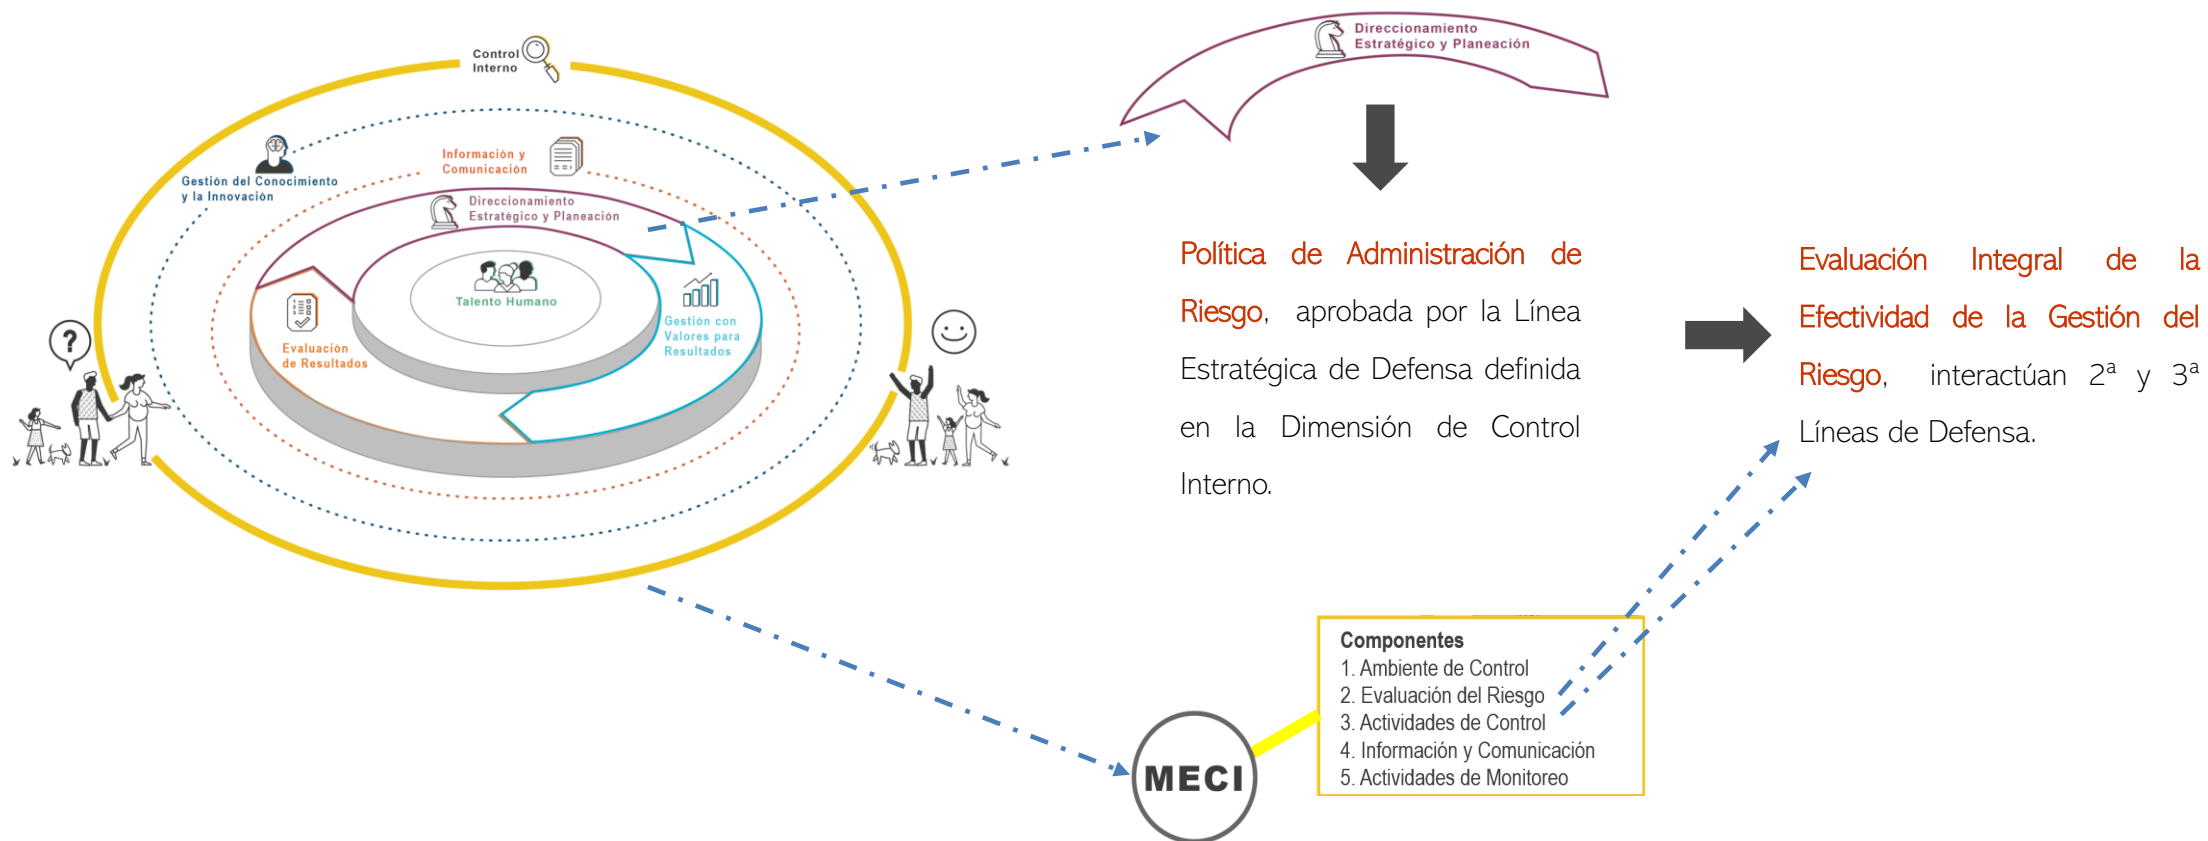 Control
Interno
Gestión del Conocimiento
y la Innovación
Información y
Comunicación
Direccionamiento
Estratégico y Planeación
Talento Humano
Gestión con
Valores para
Resultados
Evaluación
de Resultados
?
Direccionamiento
Estratégico y Planeación
Política de Administración de
Riesgo, aprobada por la Línea
Estratégica de Defensa definida
en la Dimensión de Control
Interno.
Evaluación Integral de la
Efectividad de la Gestión del
Riesgo, interactúan 2ª y 3ª
Líneas de Defensa.
MECI
Componentes
1. Ambiente de Control
2. Evaluación del Riesgo
3. Actividades de Control
4. Información y Comunicación
5. Actividades de Monitoreo